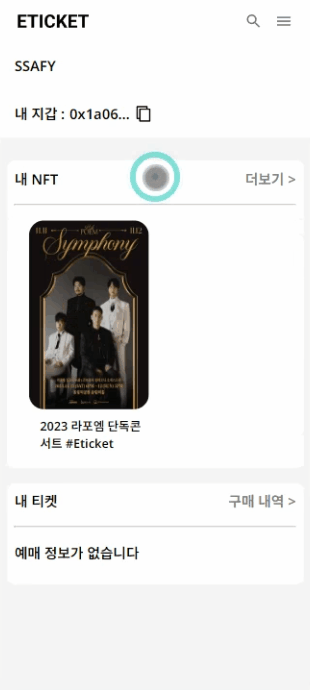 ETICKET
SSAFY
내 지갑 : 0x1a06...
내 NFT
더보기 >
Symphony
2023 라포엠 단독콘
서트 #Eticket
내 티켓
구매 내역 >
예매 정보가 없습니다